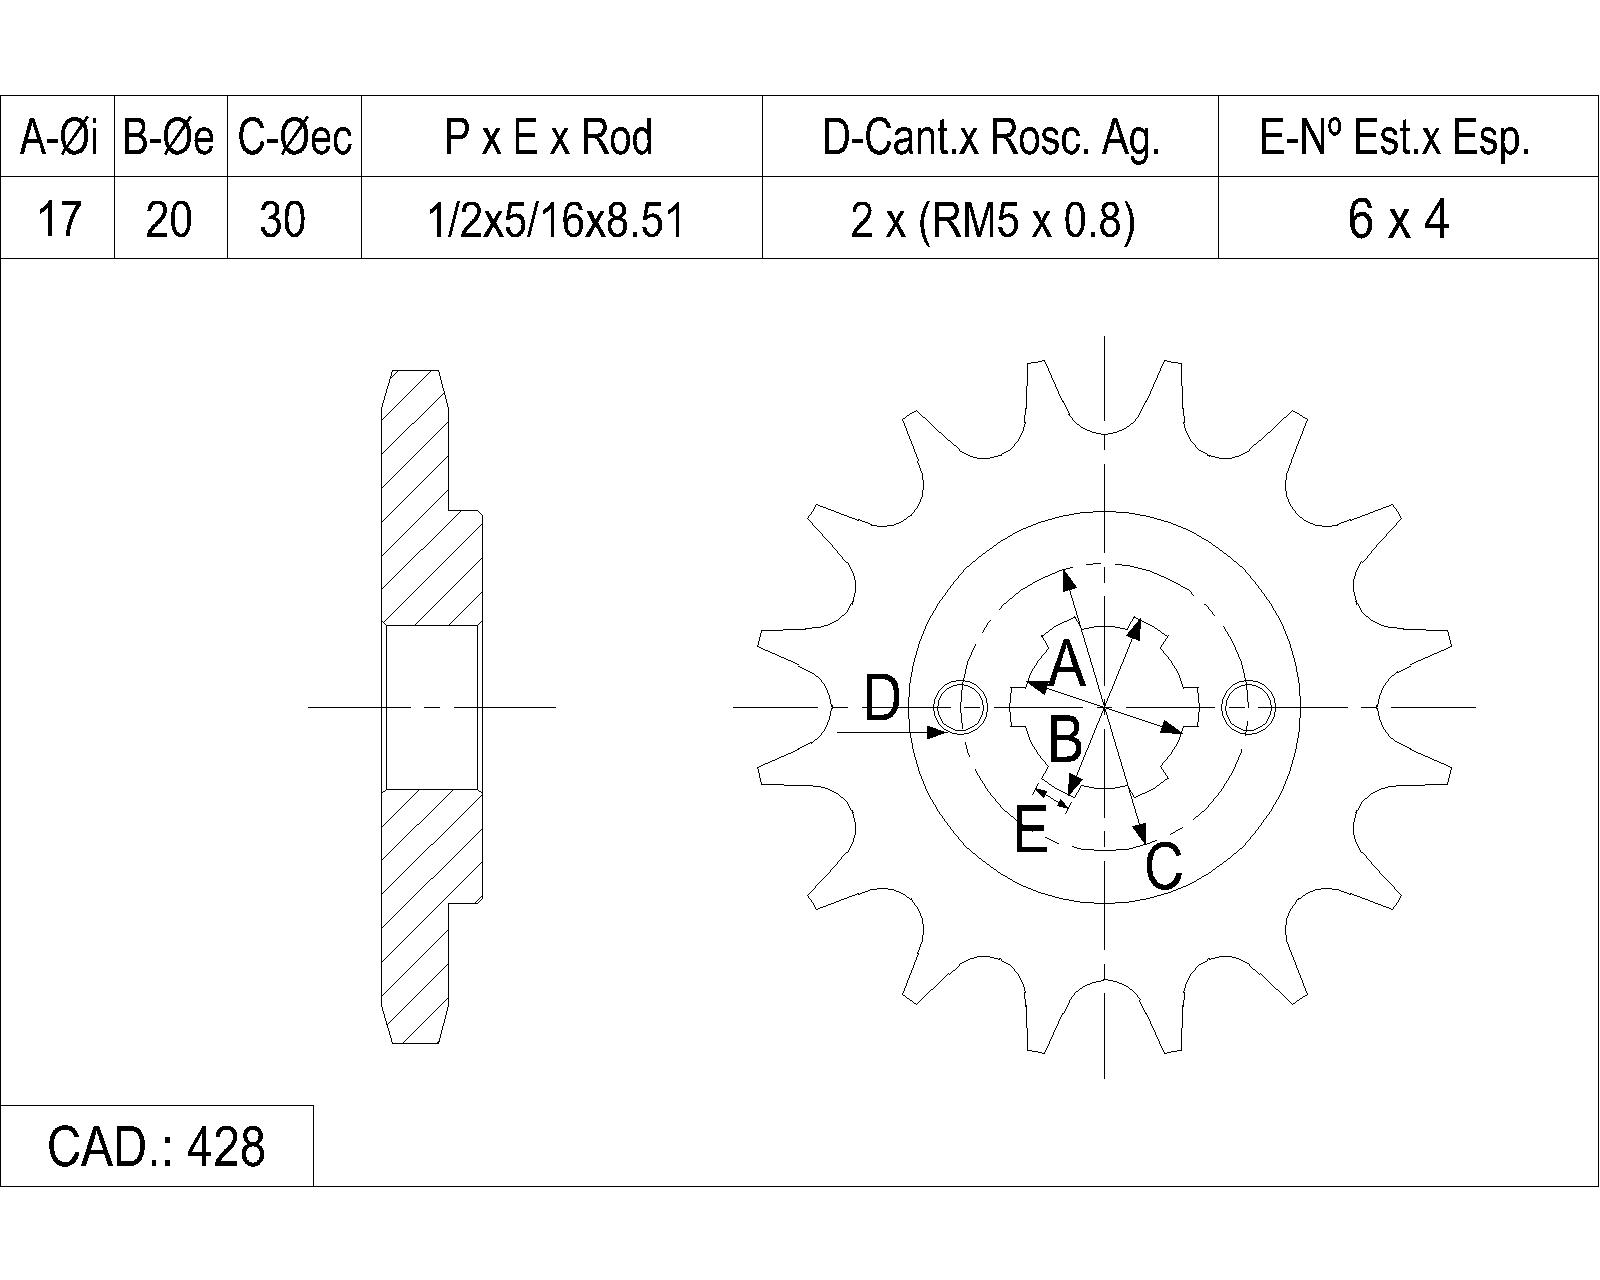 A-Øi B-Øe C-Øec P x E x Rod D-Cant.x Rosc. Ag. E-Nº Est.x Esp.
17 20 30 1/2x5/16x8.51 2 x (RM5 x 0.8) 6 x 4
A
D
B
E
C
CAD.: 428